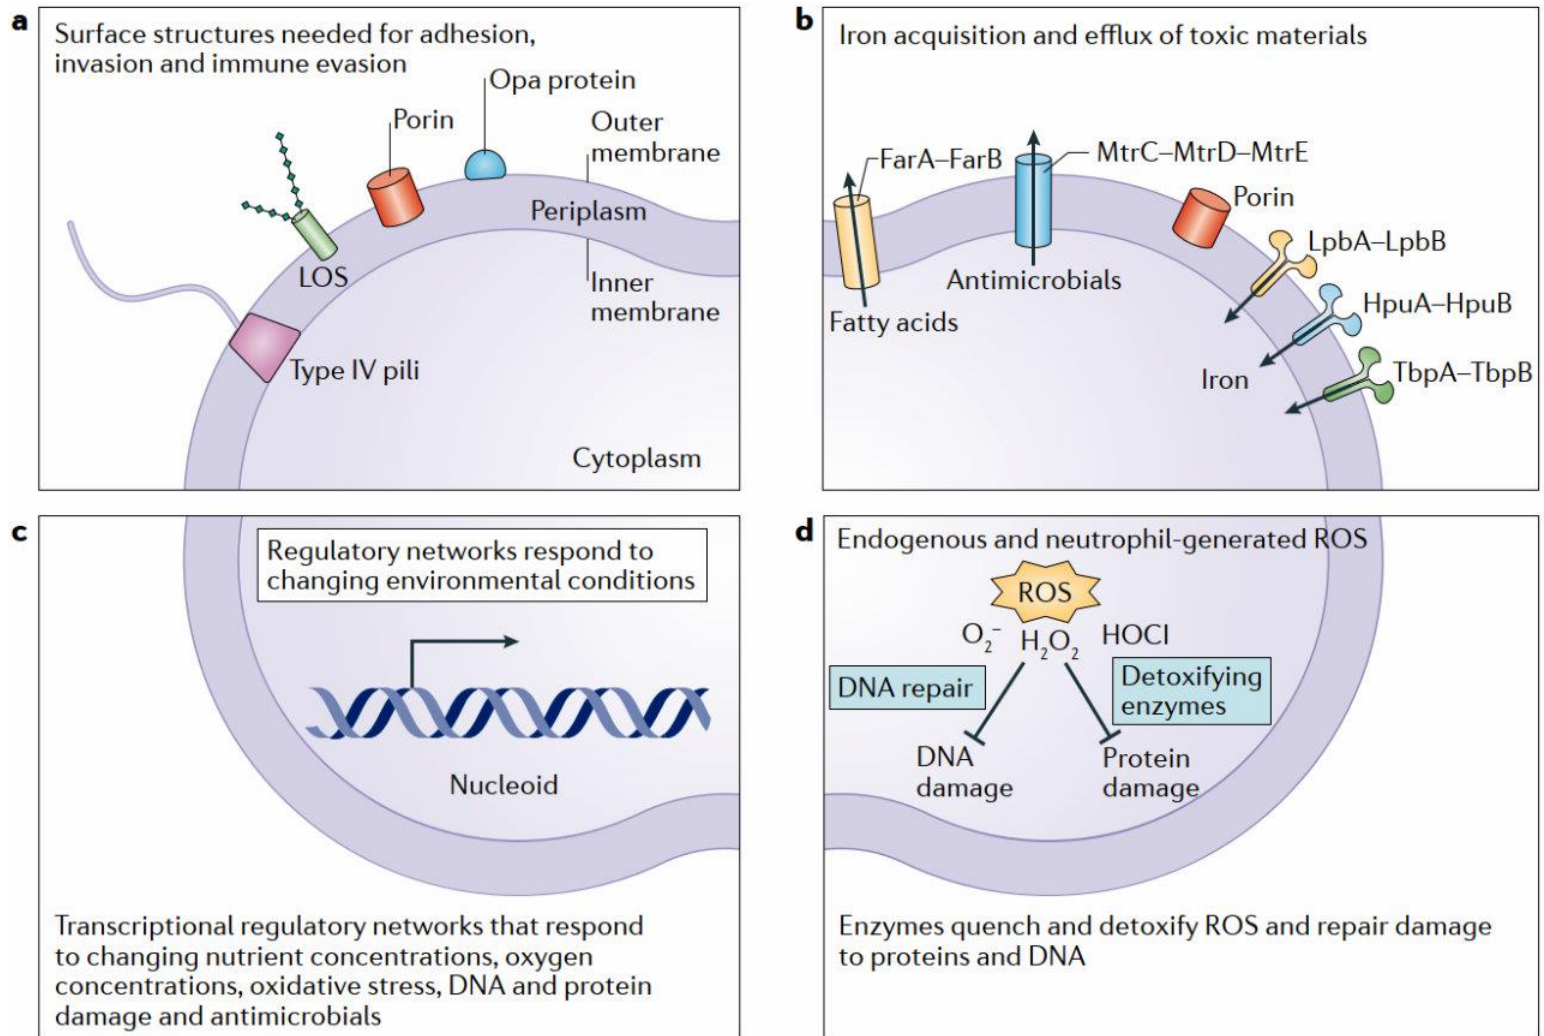 a
Surface structures needed for adhesion,
invasion and immune evasion
Opa protein
Porin
Outer
membrane
Periplasm
LOS
Inner
membrane
Type IV pili
Cytoplasm
b
Iron acquisition and efflux of toxic materials
FarA–FarB
MtrC–MtrD–MtrE
Porin
LpbA–LpbB
Antimicrobials
HpuA–HpuB
Fatty acids
Iron
TbpA–TbpB
c
Regulatory networks respond to
changing environmental conditions
Nucleoid
Transcriptional regulatory networks that respond
to changing nutrient concentrations, oxygen
concentrations, oxidative stress, DNA and protein
damage and antimicrobials
d
Endogenous and neutrophil-generated ROS
ROS
O₂⁻ H₂O₂ HOCl
DNA repair
Detoxifying
enzymes
DNA
damage
Protein
damage
Enzymes quench and detoxify ROS and repair damage
to proteins and DNA